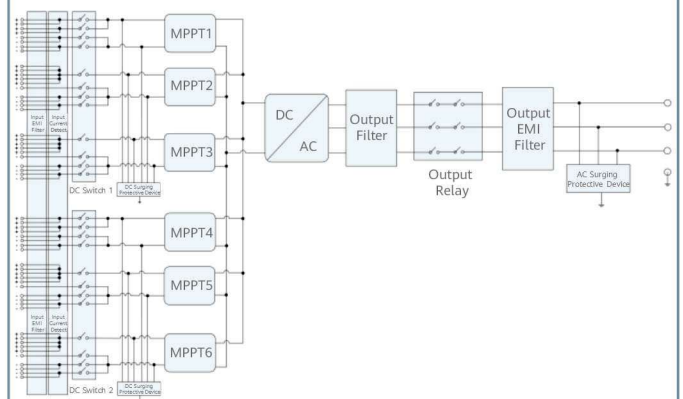 MPPT1
MPPT2
MPPT3
Input
EMI
Filter
Input
Current
Detect
DC Switch 1
DC Surging
Protective Device
DC
AC
Output
Filter
Output
Relay
Output
EMI
Filter
AC Surging
Protective Device
MPPT4
MPPT5
MPPT6
Input
EMI
Filter
Input
Current
Detect
DC Switch 2
DC Surging
Protective Device